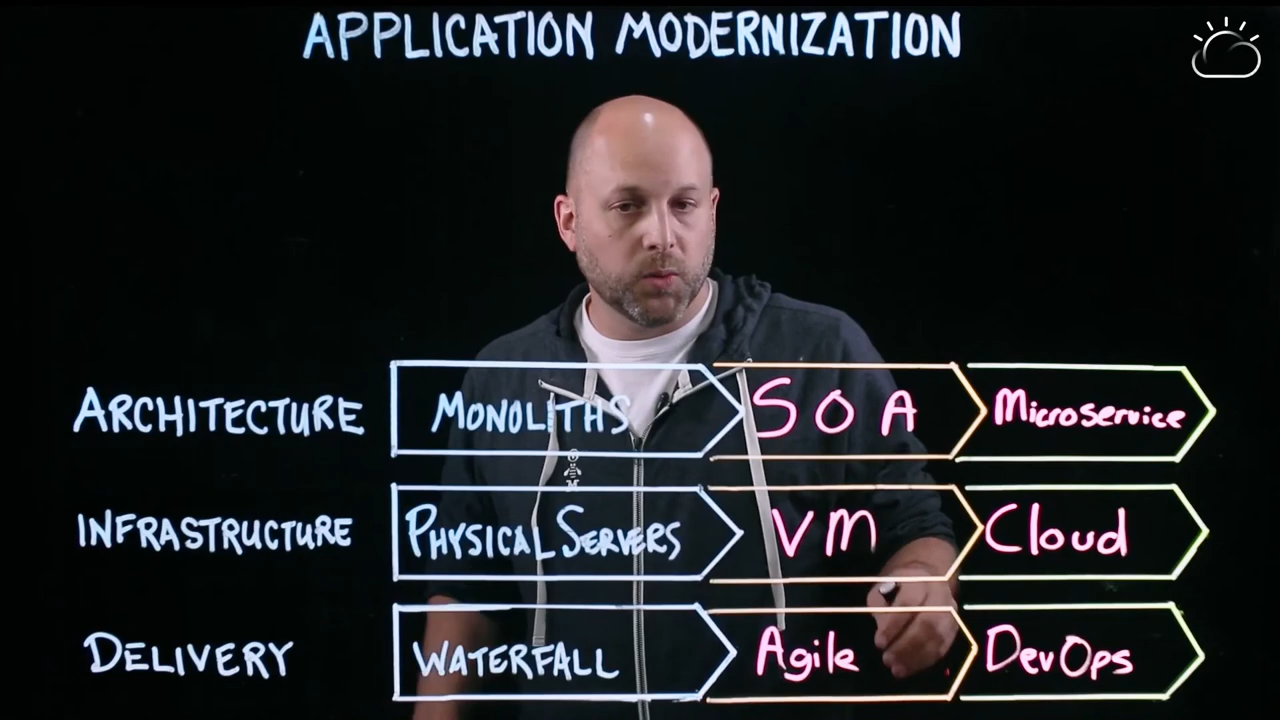 APPLICATION MODERNIZATION
ARCHITECTURE MONOLITHS SOA Microservice
INFRASTRUCTURE PHYSICAL SERVERS VM Cloud
DELIVERY WATERFALL Agile DevOps